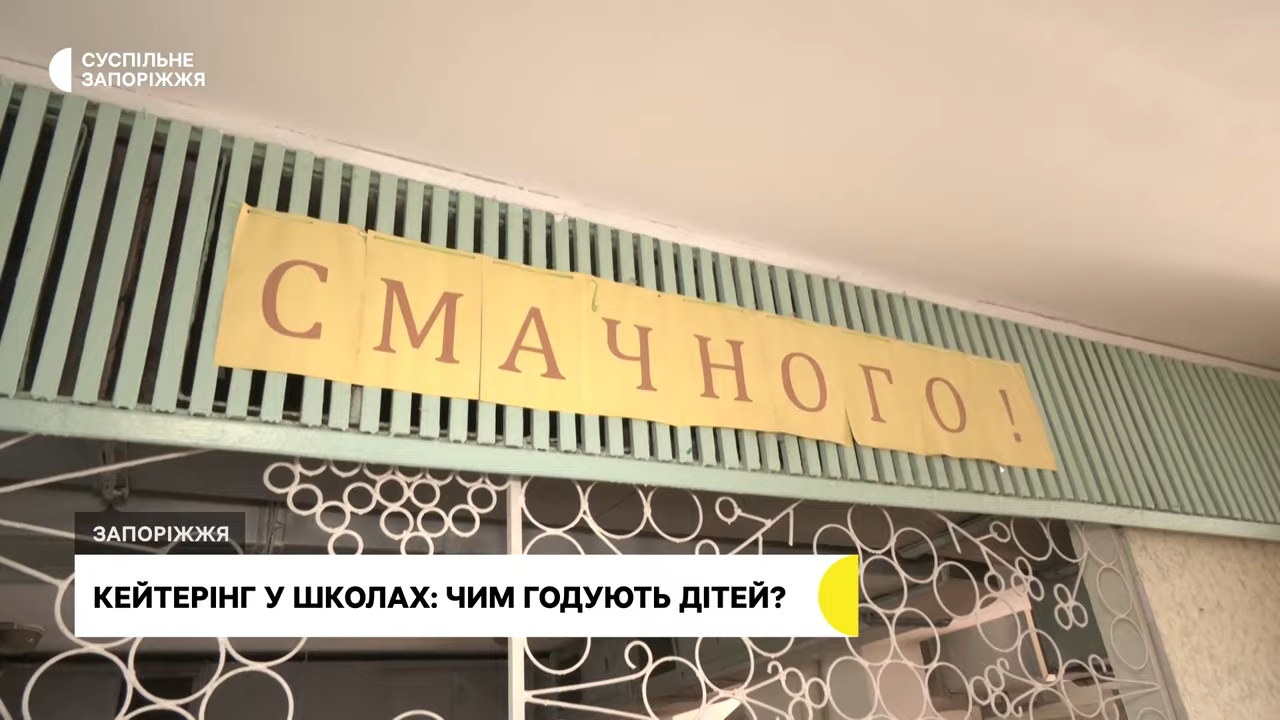 СУСПІЛЬНЕ
ЗАПОРІЖЖЯ
СМАЧНОГО!
ЗАПОРІЖЖЯ
КЕЙТЕРІНГ У ШКОЛАХ: ЧИМ ГОДУЮТЬ ДІТЕЙ?